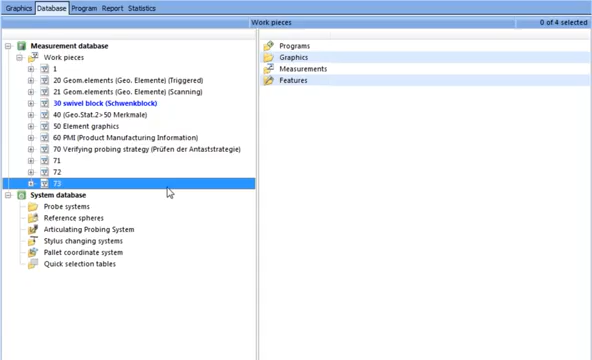 Graphics Database Program Report Statistics
Work pieces 0 of 4 selected
Measurement database
Work pieces
1
20 Geom.elements (Geo. Elemente) (Triggered)
21 Geom.elements (Geo. Elemente) (Scanning)
30 swivel block (Schwenkblock)
40 (Geo.Stat.2>50 Merkmale)
50 Element graphics
60 PMI (Product Manufacturing Information)
70 Verifying probing strategy (Prüfen der Antaststrategie)
71
72
73
System database
Probe systems
Reference spheres
Articulating Probing System
Stylus changing systems
Pallet coordinate system
Quick selection tables
Programs
Graphics
Measurements
Features